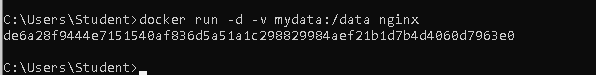 C:\Users\Student>docker run -d -v mydata:/data nginx
de6a28f9444e7151540af836d5a51a1c298829984aef21b1d7b4d4060d7963e0
C:\Users\Student>